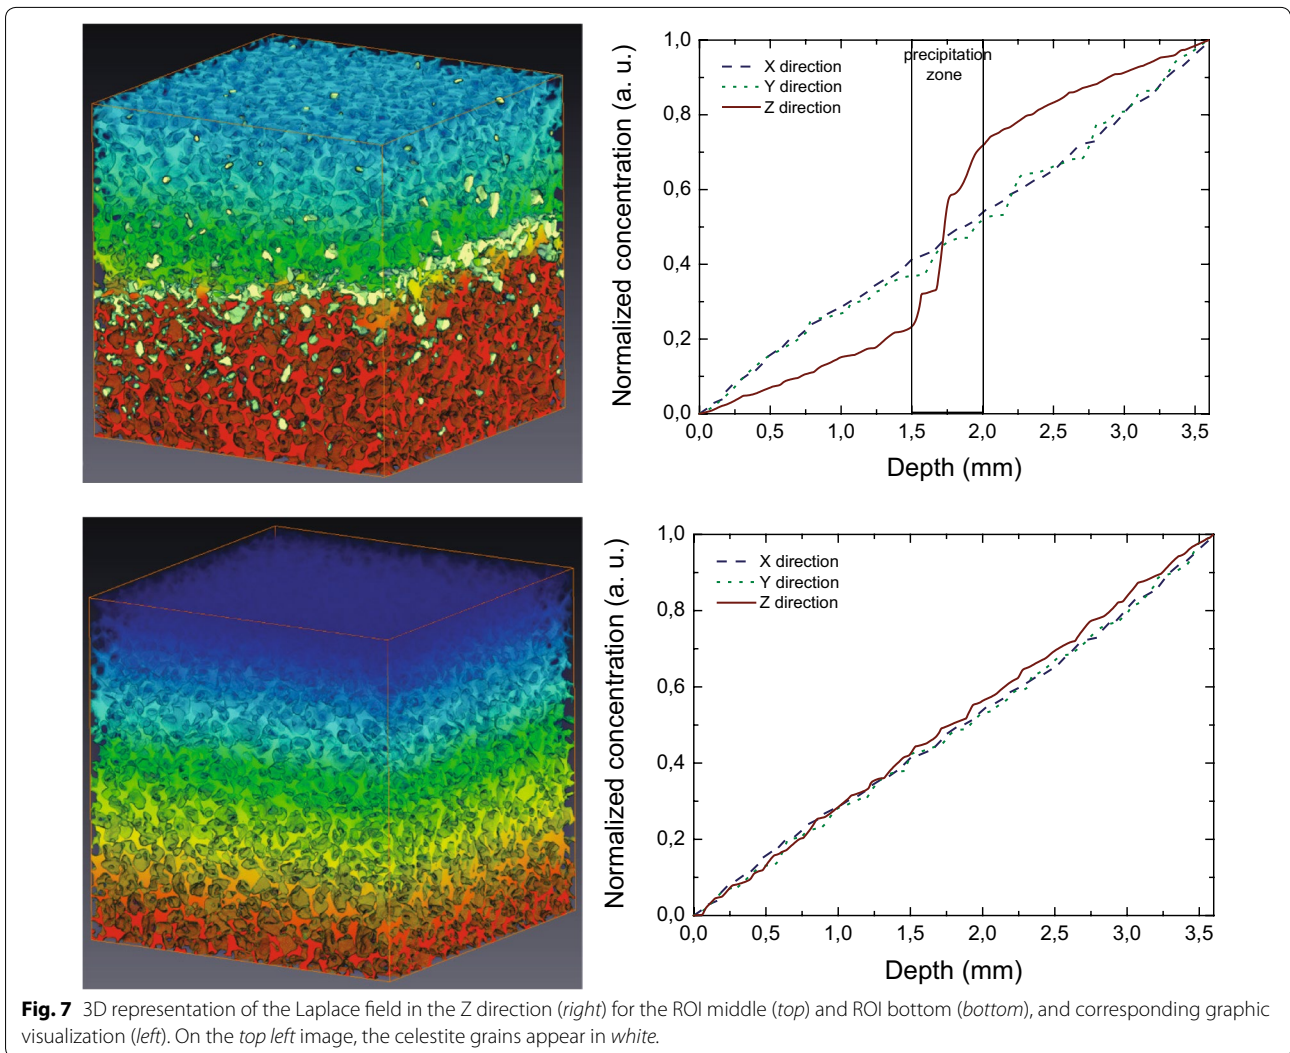 Normalized concentration (a. u.)
1,0
0,8
0,6
0,4
0,2
0,0
X direction
Y direction
Z direction
precipitation
zone
0,0 0,5 1,0 1,5 2,0 2,5 3,0 3,5
Depth (mm)
Normalized concentration (a. u.)
1,0
0,8
0,6
0,4
0,2
0,0
X direction
Y direction
Z direction
0,0 0,5 1,0 1,5 2,0 2,5 3,0 3,5
Depth (mm)
Fig. 7 3D representation of the Laplace field in the Z direction (right) for the ROI middle (top) and ROI bottom (bottom), and corresponding graphic
visualization (left). On the top left image, the celestite grains appear in white.